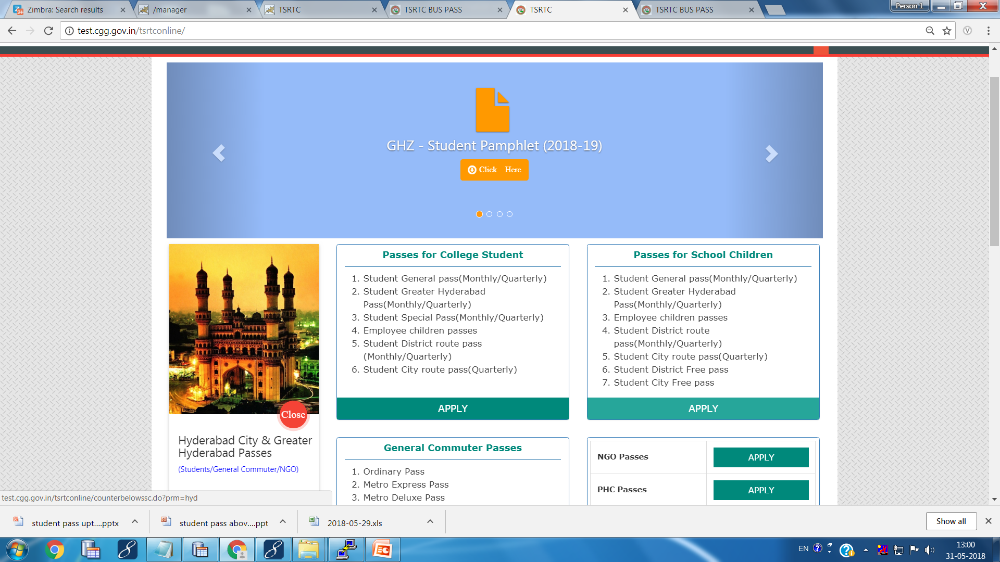 Zimbra: Search results
/manager
TSRTC
TSRTC BUS PASS
TSRTC
TSRTC BUS PASS
Person 1
test.cgg.gov.in/tsrtconline/
GHZ - Student Pamphlet (2018-19)
Click Here
Passes for College Student
1. Student General pass(Monthly/Quarterly)
2. Student Greater Hyderabad
Pass(Monthly/Quarterly)
3. Student Special Pass(Monthly/Quarterly)
4. Employee children passes
5. Student District route pass
(Monthly/Quarterly)
6. Student City route pass(Quarterly)
APPLY
Passes for School Children
1. Student General pass(Monthly/Quarterly)
2. Student Greater Hyderabad
Pass(Monthly/Quarterly)
3. Employee children passes
4. Student District route
pass(Monthly/Quarterly)
5. Student City route pass(Quarterly)
6. Student District Free pass
7. Student City Free pass
APPLY
Close
Hyderabad City & Greater
Hyderabad Passes
(Students/General Commuter/NGO)
General Commuter Passes
1. Ordinary Pass
2. Metro Express Pass
3. Metro Deluxe Pass
NGO Passes
APPLY
PHC Passes
APPLY
test.cgg.gov.in/tsrtconline/counterbelowssc.do?prm=hyd
student pass upt....pptx
student pass abov....ppt
2018-05-29.xls
Show all
EN
13:00
31-05-2018